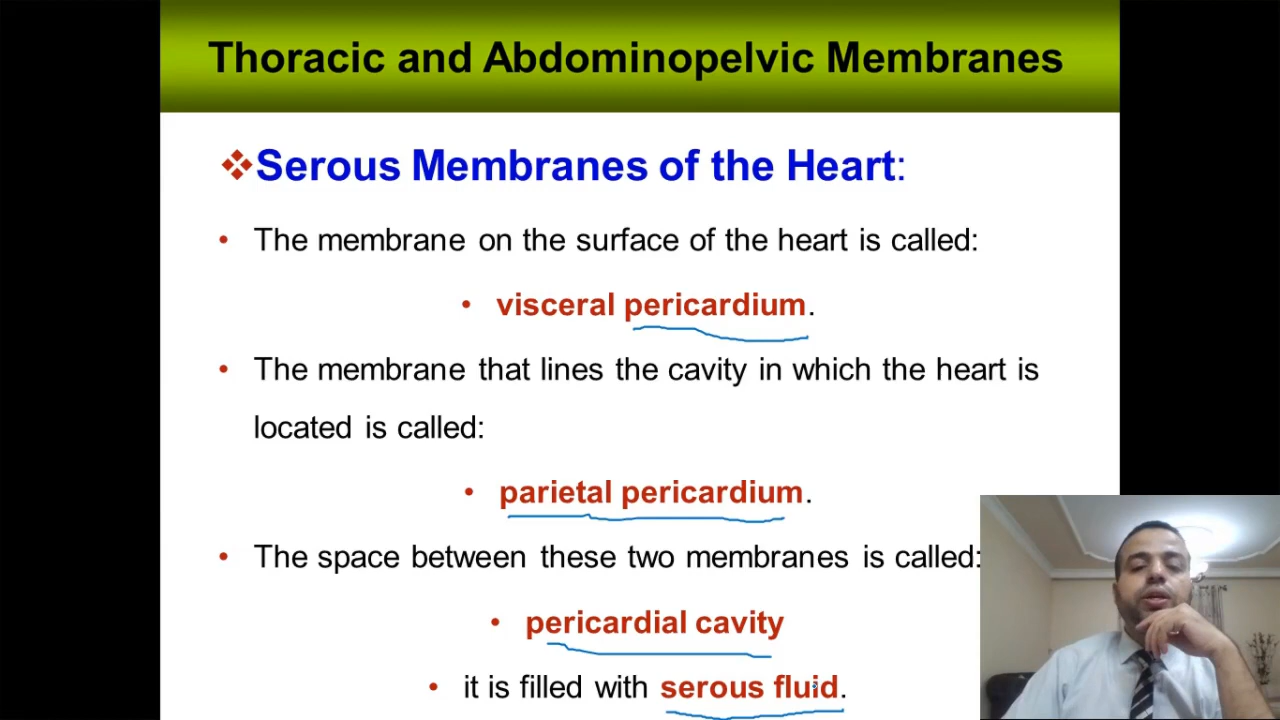 Thoracic and Abdominopelvic Membranes
❖Serous Membranes of the Heart:
• The membrane on the surface of the heart is called:
• visceral pericardium.
• The membrane that lines the cavity in which the heart is
located is called:
• parietal pericardium.
• The space between these two membranes is called:
• pericardial cavity
• it is filled with serous fluid.